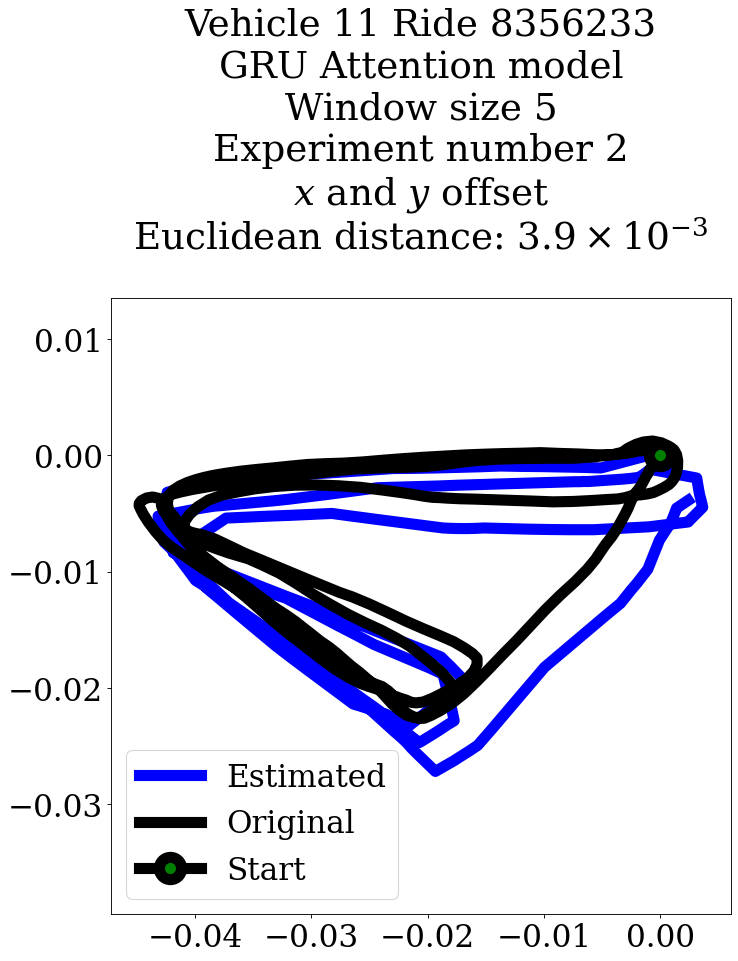 Vehicle 11 Ride 8356233
GRU Attention model
Window size 5
Experiment number 2
x and y offset
Euclidean distance: 3.9 × 10⁻³
0.01
0.00
−0.01
−0.02
−0.03
Estimated
Original
Start
−0.04 −0.03 −0.02 −0.01 0.00